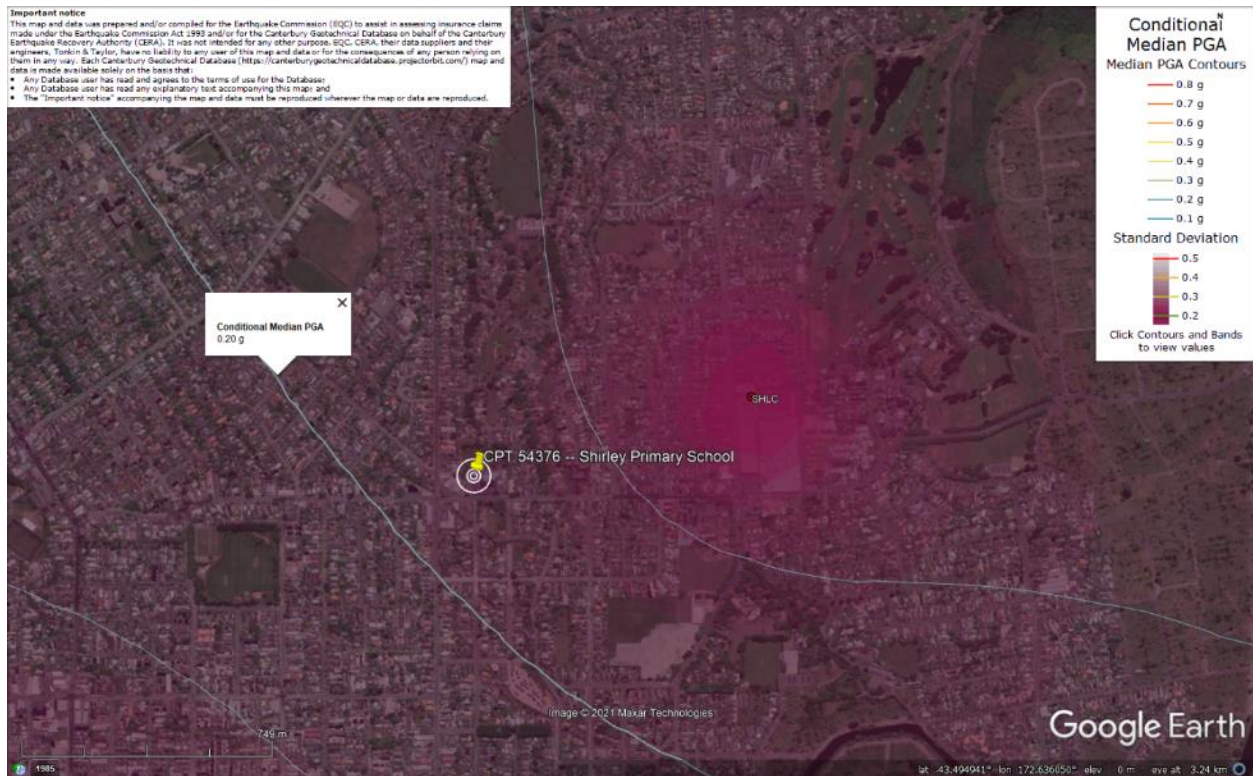 Important notice
This map and data was prepared and/or compiled for the Earthquake Commission (EQC) to assist in assessing insurance claims
made under the Earthquake Commission Act 1993 and/or for the Canterbury Geotechnical Database on behalf of the Canterbury
Earthquake Recovery Authority (CERA). It was not intended for any other purpose. EQC, CERA, their data suppliers and their
engineers, Tonkin & Taylor, have no liability to any user of this map and data or for the consequences of any person relying on
them in any way. Each Canterbury Geotechnical Database (https://canterburygeotechnicaldatabase.projectorbit.com/) map and
data is made available solely on the basis that:
• Any Database user has read and agrees to the terms of use for the Database;
• Any Database user has read any explanatory text accompanying this map; and
• The "Important notice" accompanying the map and data must be reproduced wherever the map or data are reproduced.
N
Conditional
Median PGA
Median PGA Contours
0.8 g
0.7 g
0.6 g
0.5 g
0.4 g
0.3 g
0.2 g
0.1 g
Standard Deviation
0.5
0.4
0.3
0.2
Click Contours and Bands
to view values
Conditional Median PGA
0.20 g
SHLC
CPT 54376 -- Shirley Primary School
Image © 2021 Maxar Technologies
Google Earth
749 m
1985
lat -43.494941° lon 172.636050° elev 0 m eye alt 3.24 km